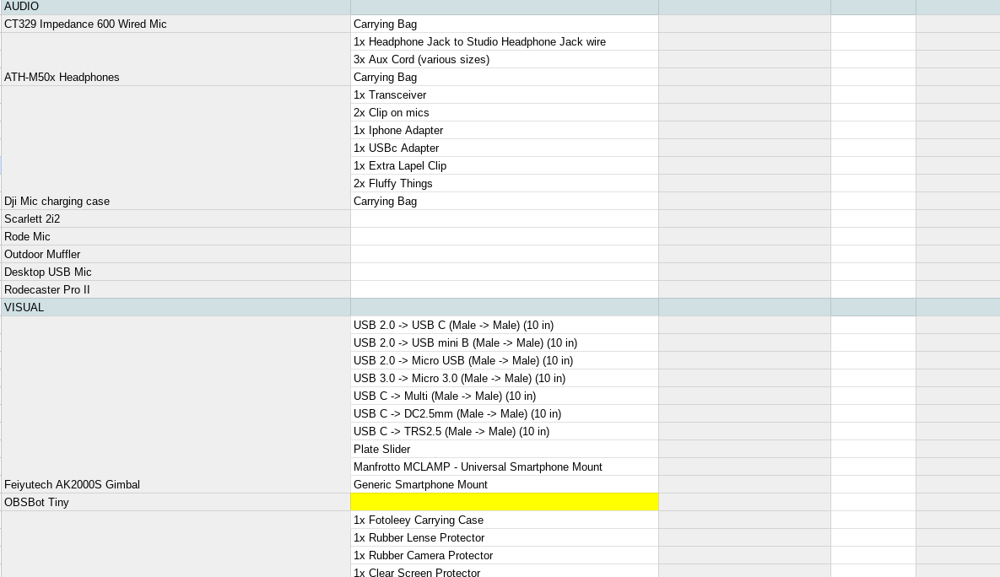 AUDIO
CT329 Impedance 600 Wired Mic Carrying Bag
1x Headphone Jack to Studio Headphone Jack wire
3x Aux Cord (various sizes)
ATH-M50x Headphones Carrying Bag
1x Transceiver
2x Clip on mics
1x Iphone Adapter
1x USBc Adapter
1x Extra Lapel Clip
2x Fluffy Things
Dji Mic charging case Carrying Bag
Scarlett 2i2
Rode Mic
Outdoor Muffler
Desktop USB Mic
Rodecaster Pro II
VISUAL
USB 2.0 -> USB C (Male -> Male) (10 in)
USB 2.0 -> USB mini B (Male -> Male) (10 in)
USB 2.0 -> Micro USB (Male -> Male) (10 in)
USB 3.0 -> Micro 3.0 (Male -> Male) (10 in)
USB C -> Multi (Male -> Male) (10 in)
USB C -> DC2.5mm (Male -> Male) (10 in)
USB C -> TRS2.5 (Male -> Male) (10 in)
Plate Slider
Manfrotto MCLAMP - Universal Smartphone Mount
Feiyutech AK2000S Gimbal Generic Smartphone Mount
OBSBot Tiny
1x Fotoleey Carrying Case
1x Rubber Lense Protector
1x Rubber Camera Protector
1x Clear Screen Protector